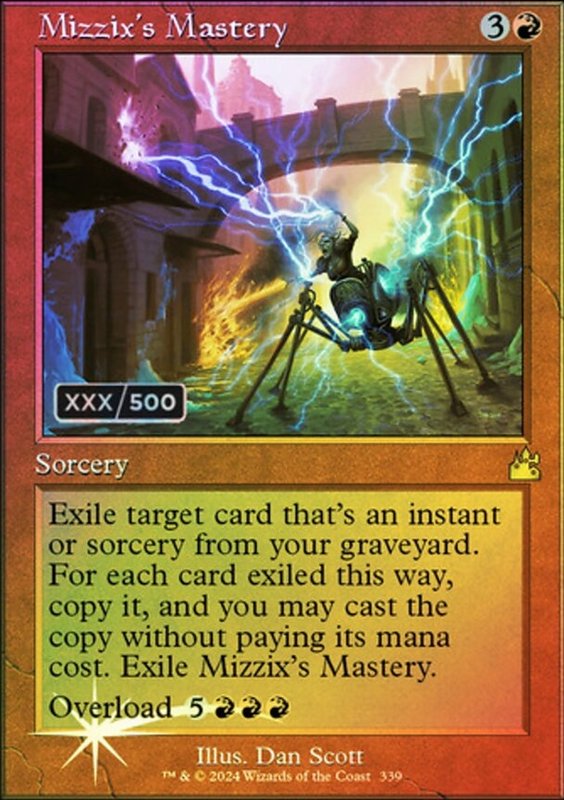 Mizzix's Mastery 3
XXX/500
Sorcery
Exile target card that's an instant
or sorcery from your graveyard.
For each card exiled this way,
copy it, and you may cast the
copy without paying its mana
cost. Exile Mizzix's Mastery.
Overload 5
Illus. Dan Scott
™ & © 2024 Wizards of the Coast 339